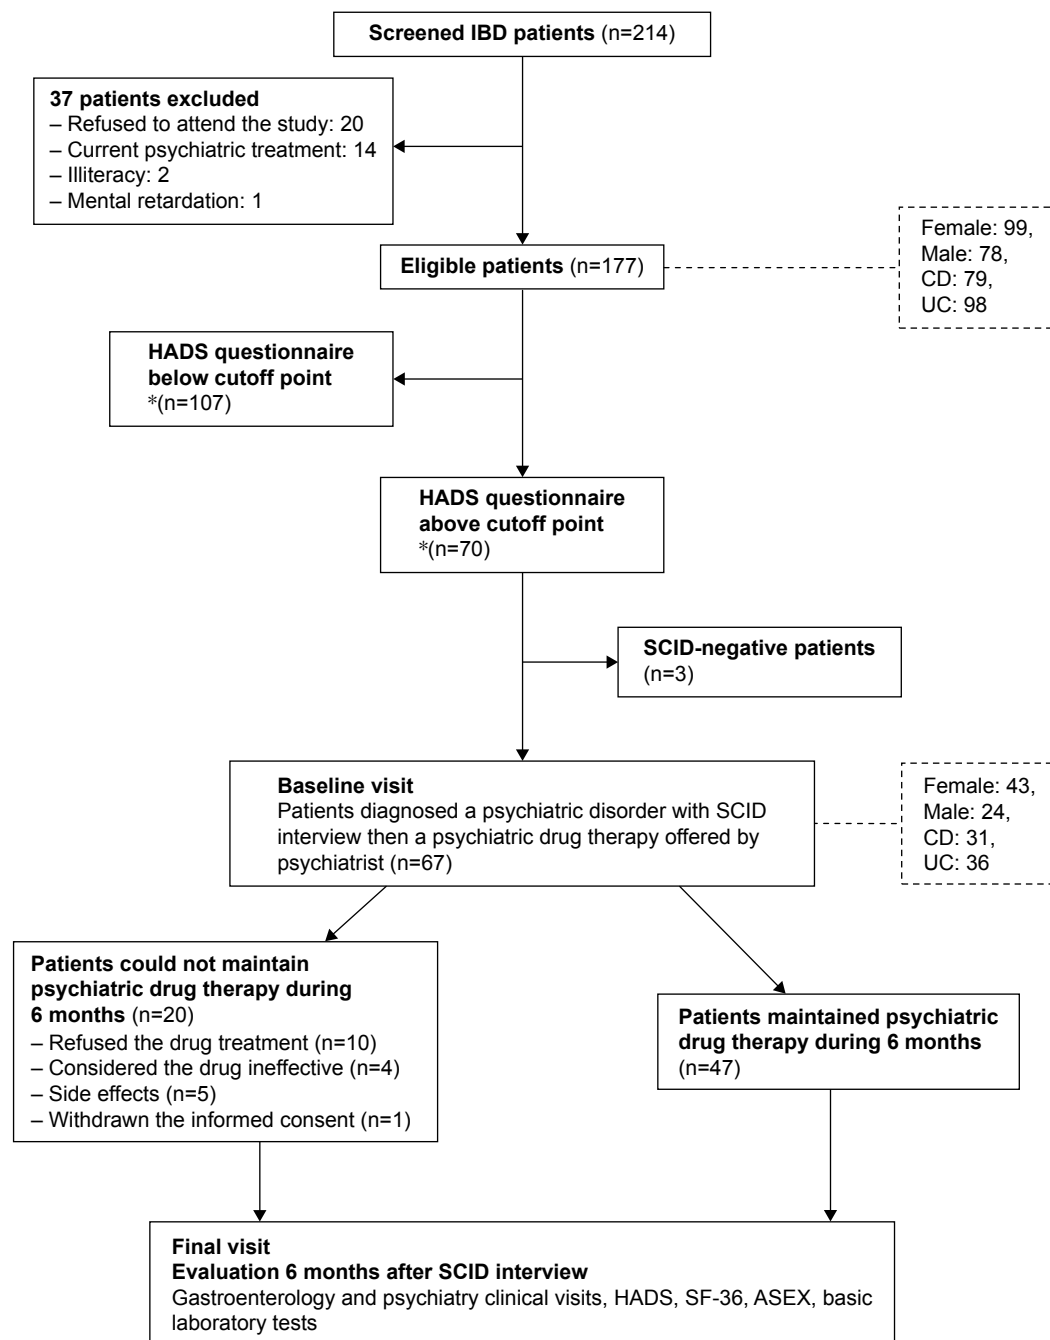 Screened IBD patients (n=214)
37 patients excluded
– Refused to attend the study: 20
– Current psychiatric treatment: 14
– Illiteracy: 2
– Mental retardation: 1
Eligible patients (n=177)
Female: 99,
Male: 78,
CD: 79,
UC: 98
HADS questionnaire
below cutoff point
*(n=107)
HADS questionnaire
above cutoff point
*(n=70)
SCID-negative patients
(n=3)
Baseline visit
Patients diagnosed a psychiatric disorder with SCID
interview then a psychiatric drug therapy offered by
psychiatrist (n=67)
Female: 43,
Male: 24,
CD: 31,
UC: 36
Patients could not maintain
psychiatric drug therapy during
6 months (n=20)
– Refused the drug treatment (n=10)
– Considered the drug ineffective (n=4)
– Side effects (n=5)
– Withdrawn the informed consent (n=1)
Patients maintained psychiatric
drug therapy during 6 months
(n=47)
Final visit
Evaluation 6 months after SCID interview
Gastroenterology and psychiatry clinical visits, HADS, SF-36, ASEX, basic
laboratory tests